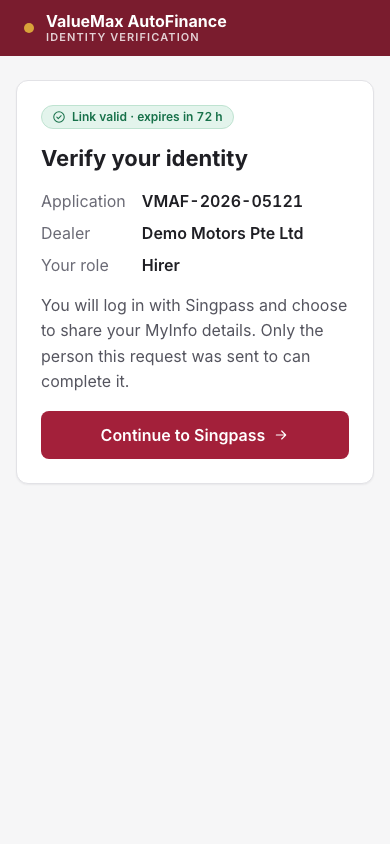 ValueMax AutoFinance
IDENTITY VERIFICATION
Link valid · expires in 72 h
Verify your identity
Application VMAF-2026-05121
Dealer Demo Motors Pte Ltd
Your role Hirer
You will log in with Singpass and choose
to share your MyInfo details. Only the
person this request was sent to can
complete it.
Continue to Singpass →